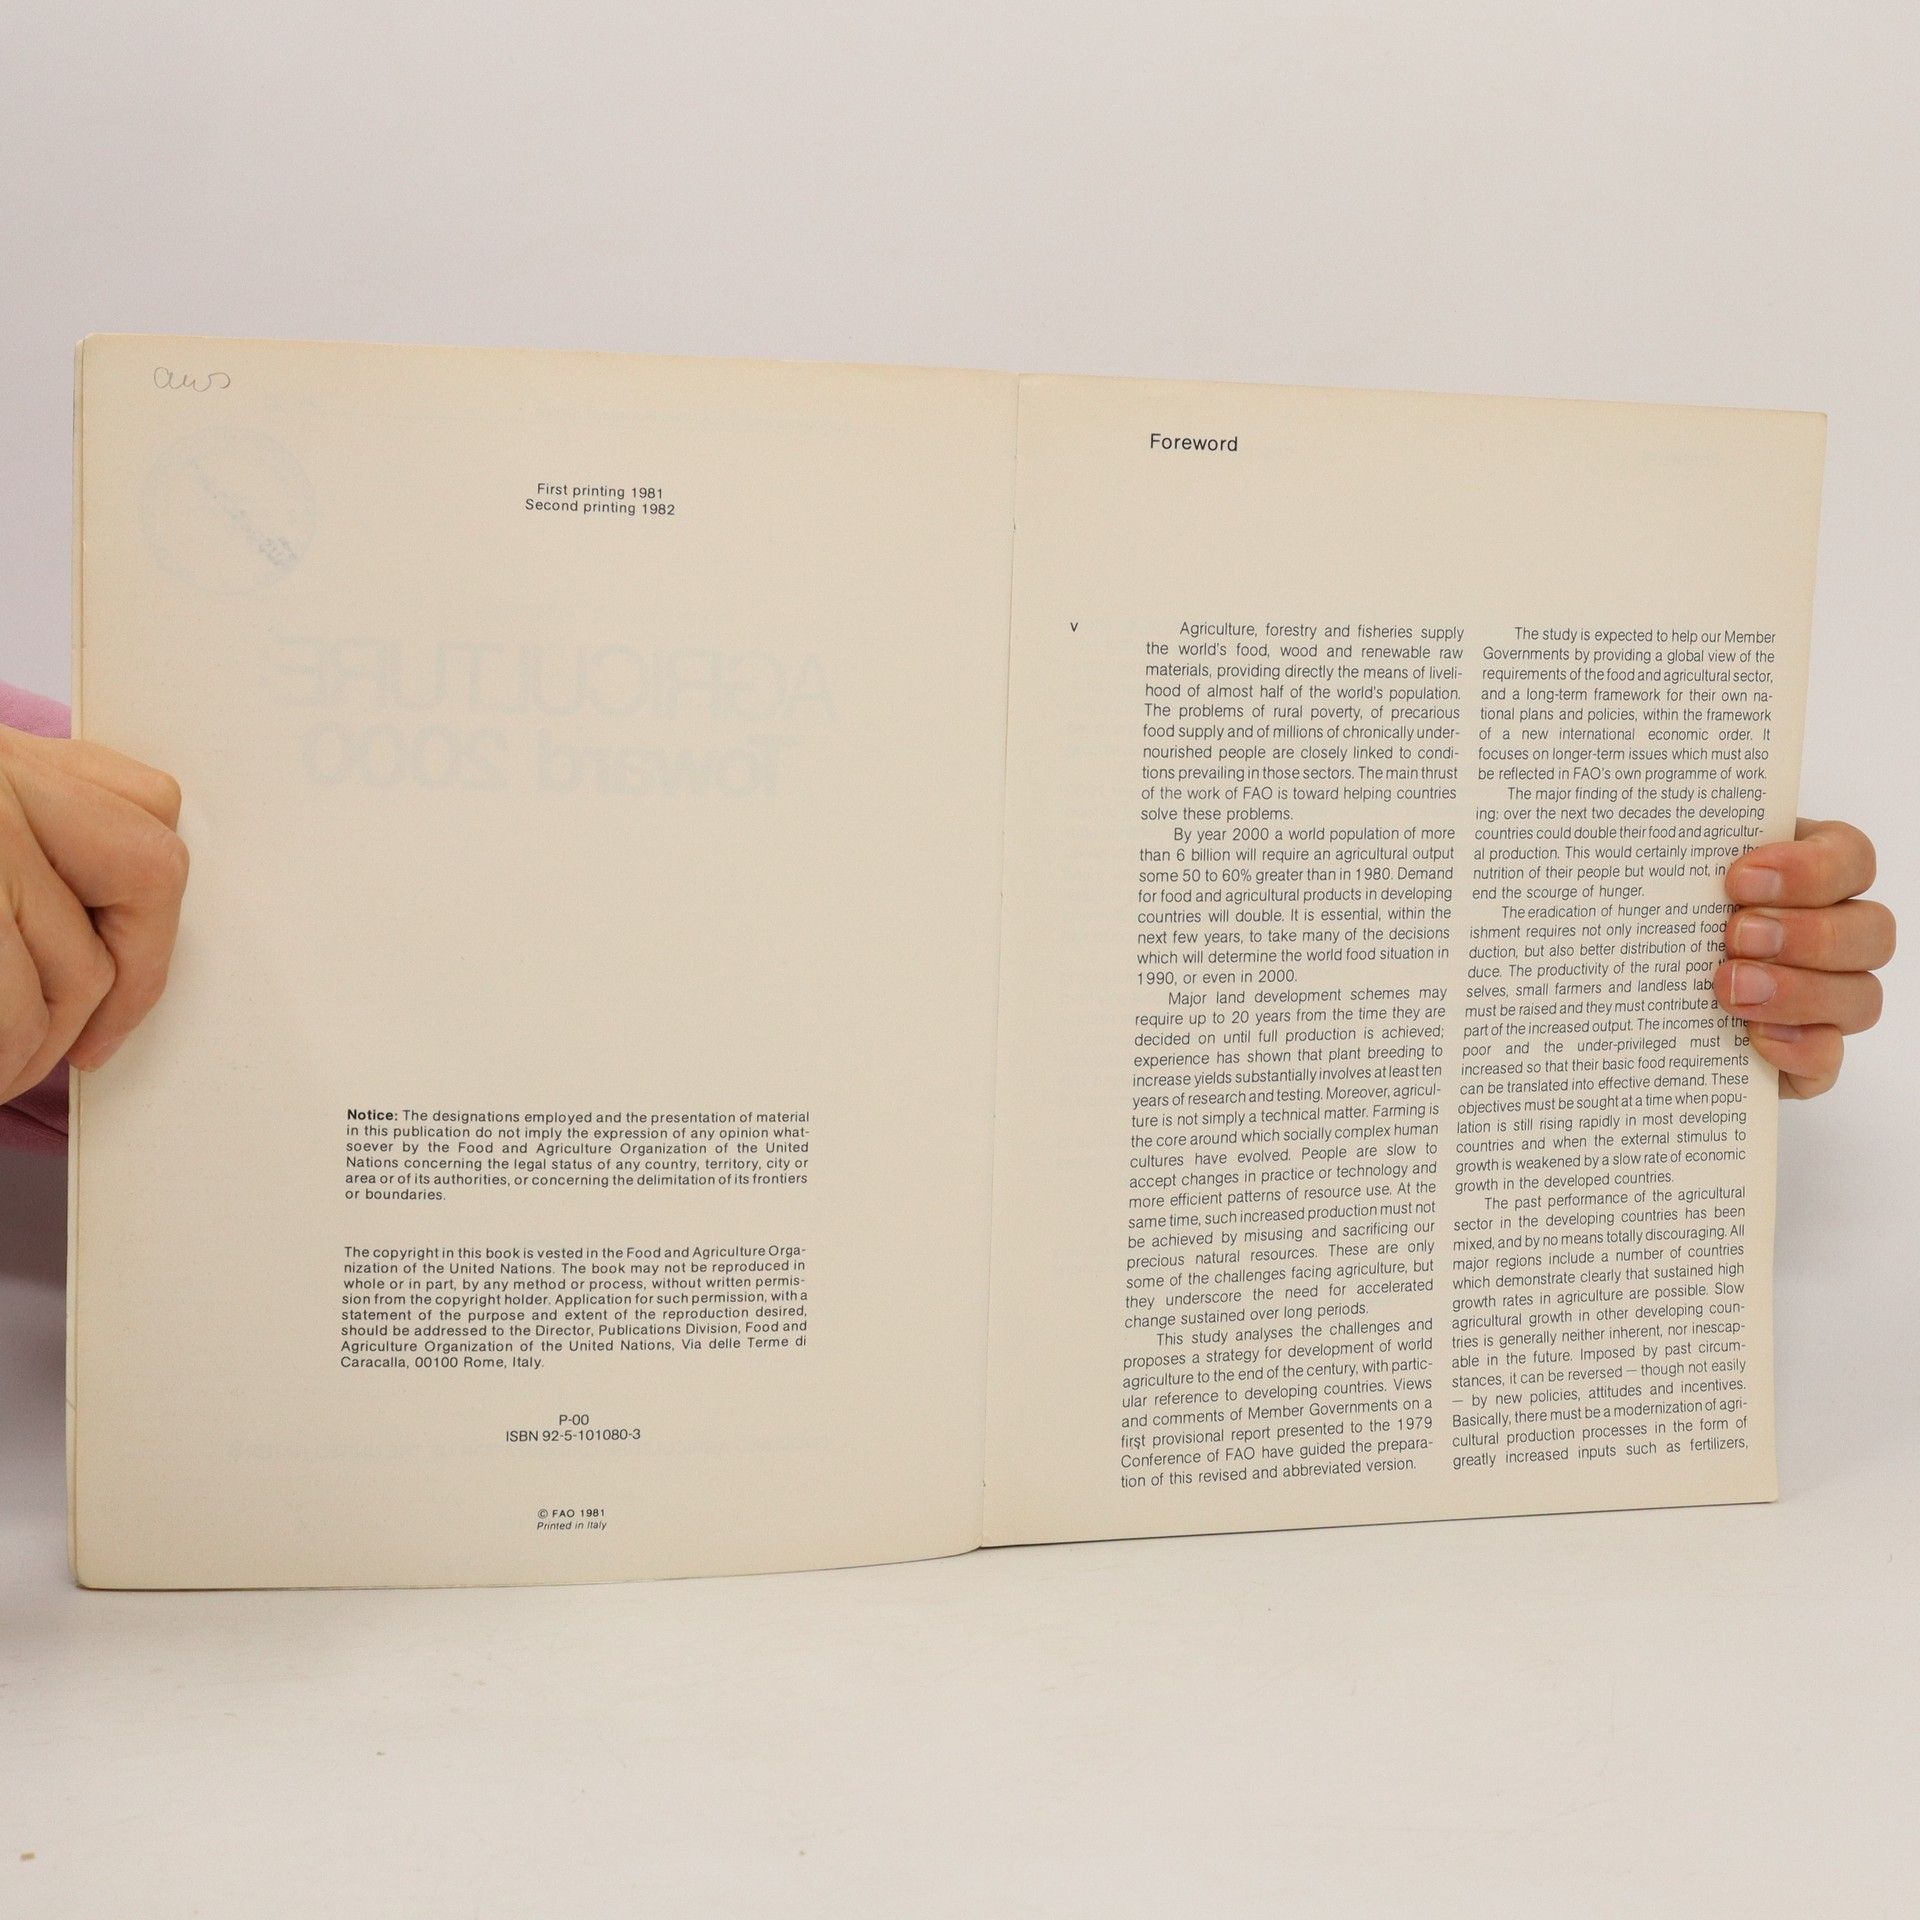 First printing 1981
Second printing 1982
Notice: The designations employed and the presentation of material
in this publication do not imply the expression of any opinion what-
soever by the Food and Agriculture Organization of the United
Nations concerning the legal status of any country, territory, city or
area or of its authorities, or concerning the delimitation of its frontiers
or boundaries.
The copyright in this book is vested in the Food and Agriculture Orga-
nization of the United Nations. The book may not be reproduced in
whole or in part, by any method or process, without written permis-
sion from the copyright holder. Application for such permission, with a
statement of the purpose and extent of the reproduction desired,
should be addressed to the Director, Publications Division, Food and
Agriculture Organization of the United Nations, Via delle Terme di
Caracalla, 00100 Rome, Italy.
P-00
ISBN 92-5-101080-3
© FAO 1981
Printed in Italy
Foreword
v
Agriculture, forestry and fisheries supply
the world's food, wood and renewable raw
materials, providing directly the means of liveli-
hood of almost half of the world's population.
The problems of rural poverty, of precarious
food supply and of millions of chronically under-
nourished people are closely linked to condi-
tions prevailing in those sectors. The main thrust
of the work of FAO is toward helping countries
solve these problems.
By year 2000 a world population of more
than 6 billion will require an agricultural output
some 50 to 60% greater than in 1980. Demand
for food and agricultural products in developing
countries will double. It is essential, within the
next few years, to take many of the decisions
which will determine the world food situation in
1990, or even in 2000.
Major land development schemes may
require up to 20 years from the time they are
decided on until full production is achieved;
experience has shown that plant breeding to
increase yields substantially involves at least ten
years of research and testing. Moreover, agricul-
ture is not simply a technical matter. Farming is
the core around which socially complex human
cultures have evolved. People are slow to
accept changes in practice or technology and
more efficient patterns of resource use. At the
same time, such increased production must not
be achieved by misusing and sacrificing our
precious natural resources. These are only
some of the challenges facing agriculture, but
they underscore the need for accelerated
change sustained over long periods.
This study analyses the challenges and
proposes a strategy for development of world
agriculture to the end of the century, with partic-
ular reference to developing countries. Views
and comments of Member Governments on a
first provisional report presented to the 1979
Conference of FAO have guided the prepara-
tion of this revised and abbreviated version.
The study is expected to help our Member
Governments by providing a global view of the
requirements of the food and agricultural sector,
and a long-term framework for their own na-
tional plans and policies, within the framework
of a new international economic order. It
focuses on longer-term issues which must also
be reflected in FAO's own programme of work.
The major finding of the study is challeng-
ing: over the next two decades the developing
countries could double their food and agricultur-
al production. This would certainly improve the
nutrition of their people but would not, in
end the scourge of hunger.
The eradication of hunger and undern
ishment requires not only increased food
duction, but also better distribution of the
duce. The productivity of the rural poor
selves, small farmers and landless lab
must be raised and they must contribute a
part of the increased output. The incomes of the
poor and the under-privileged must be
increased so that their basic food requirements
can be translated into effective demand. These
objectives must be sought at a time when popu-
lation is still rising rapidly in most developing
countries and when the external stimulus to
growth is weakened by a slow rate of economic
growth in the developed countries.
The past performance of the agricultural
sector in the developing countries has been
mixed, and by no means totally discouraging. All
major regions include a number of countries
which demonstrate clearly that sustained high
growth rates in agriculture are possible. Slow
agricultural growth in other developing coun-
tries is generally neither inherent, nor inescap-
able in the future. Imposed by past circum-
stances, it can be reversed — though not easily
— by new policies, attitudes and incentives.
Basically, there must be a modernization of agri-
cultural production processes in the form of
greatly increased inputs such as fertilizers,